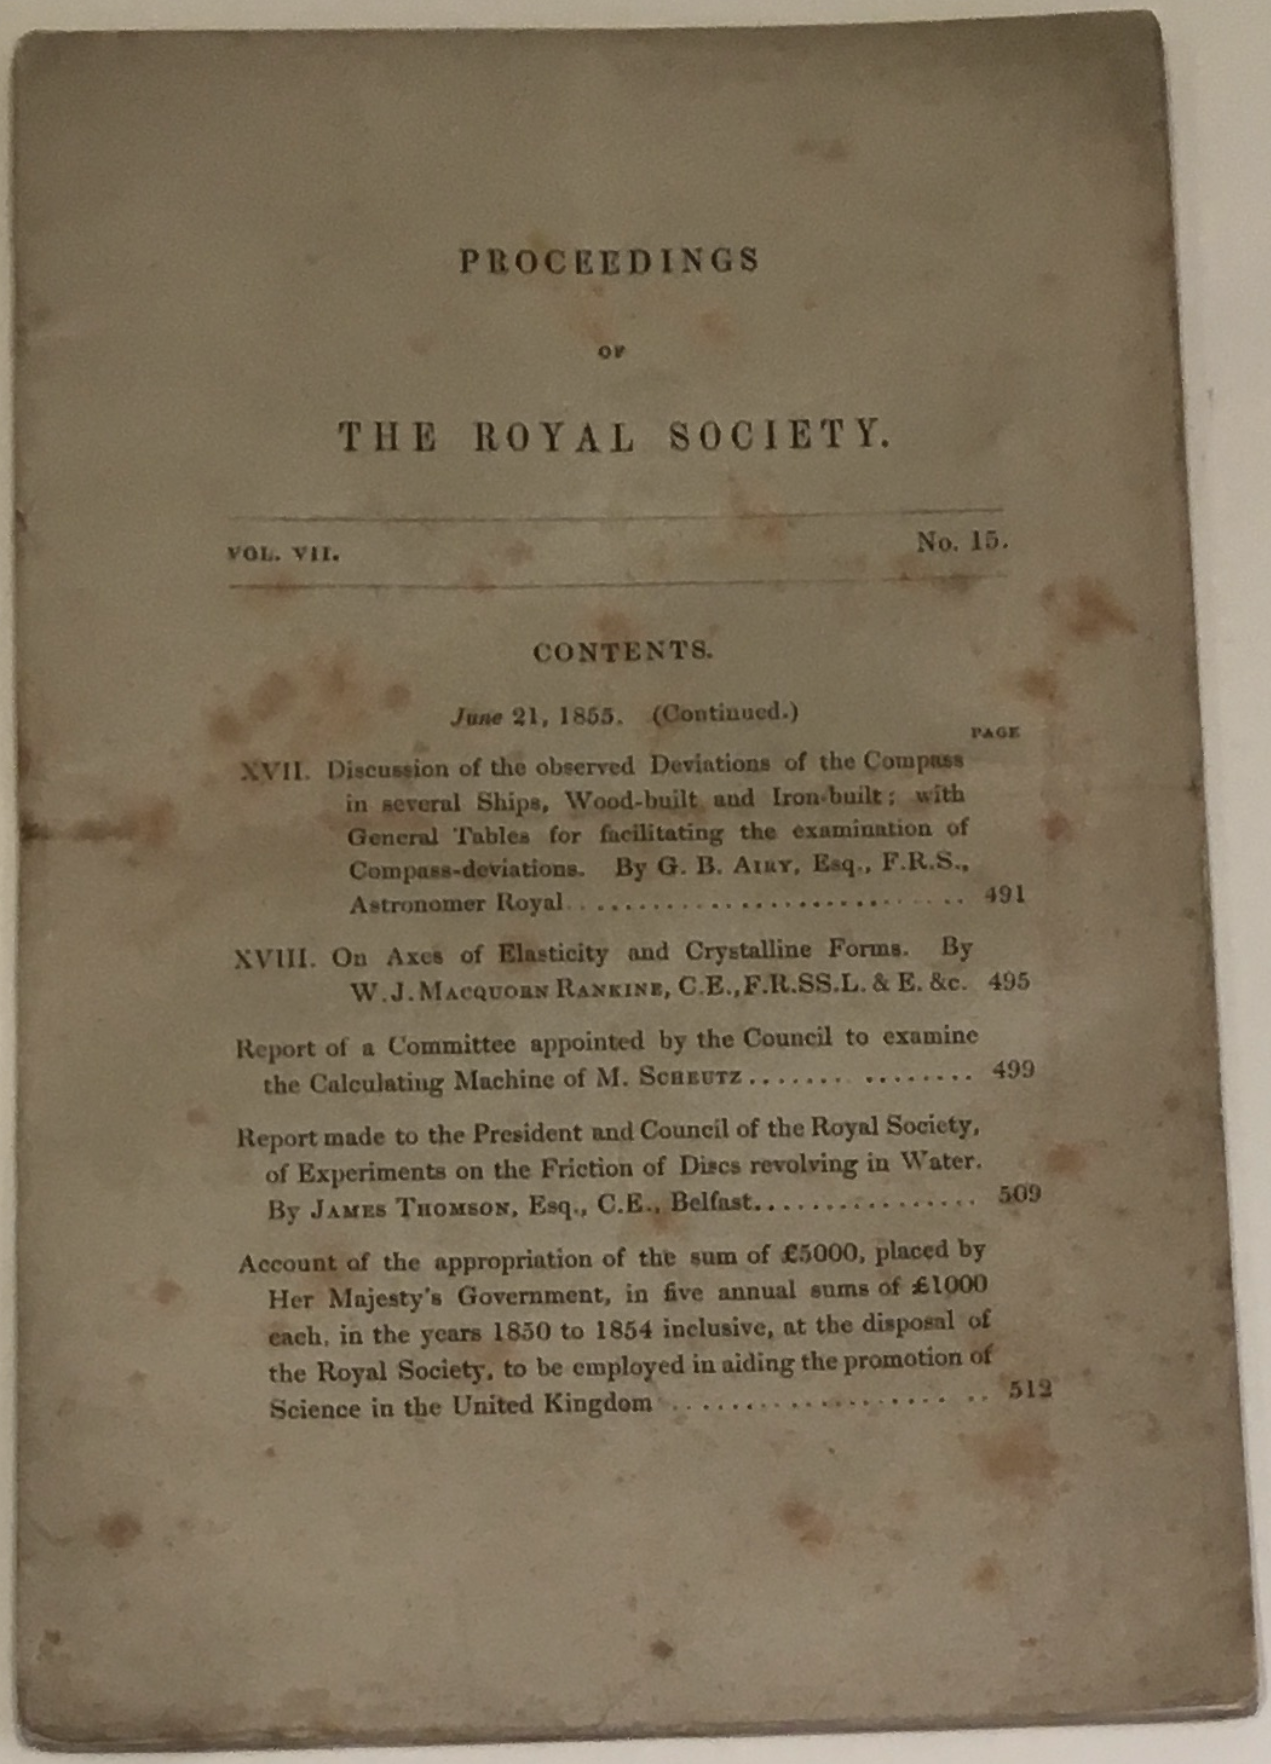 PROCEEDINGS
OF
THE ROYAL SOCIETY.
VOL. VII. No. 15.
CONTENTS.
June 21, 1855. (Continued.)
PAGE
XVII. Discussion of the observed Deviations of the Compass
in several Ships, Wood-built and Iron-built; with
General Tables for facilitating the examination of
Compass-deviations. By G. B. AIRY, Esq., F.R.S.,
Astronomer Royal ............................ 491
XVIII. On Axes of Elasticity and Crystalline Forms. By
W. J. MACQUORN RANKINE, C.E., F.R.SS.L. & E. &c. 495
Report of a Committee appointed by the Council to examine
the Calculating Machine of M. SCHEUTZ ................ 499
Report made to the President and Council of the Royal Society,
of Experiments on the Friction of Discs revolving in Water.
By JAMES THOMSON, Esq., C.E., Belfast................ 509
Account of the appropriation of the sum of £5000, placed by
Her Majesty's Government, in five annual sums of £1000
each, in the years 1850 to 1854 inclusive, at the disposal of
the Royal Society, to be employed in aiding the promotion of
Science in the United Kingdom ...................... 512